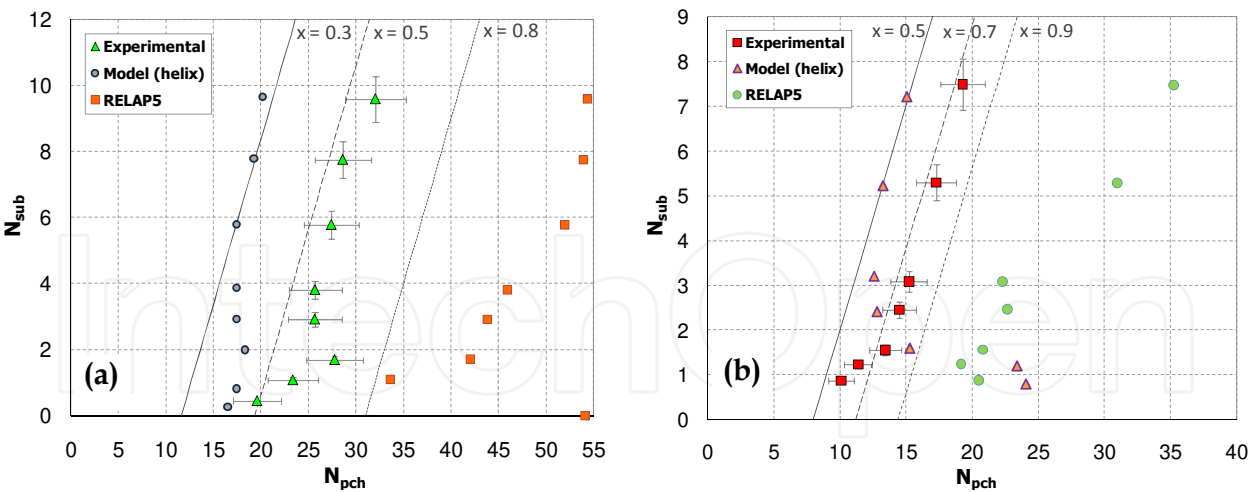 12
10
8
6
4
2
0
N_sub
x = 0.3
x = 0.5
x = 0.8
Experimental
Model (helix)
RELAP5
(a)
0 5 10 15 20 25 30 35 40 45 50 55
N_pch
9
8
7
6
5
4
3
2
1
0
N_sub
x = 0.5
x = 0.7
x = 0.9
Experimental
Model (helix)
RELAP5
(b)
0 5 10 15 20 25 30 35 40
N_pch
IntechOpen